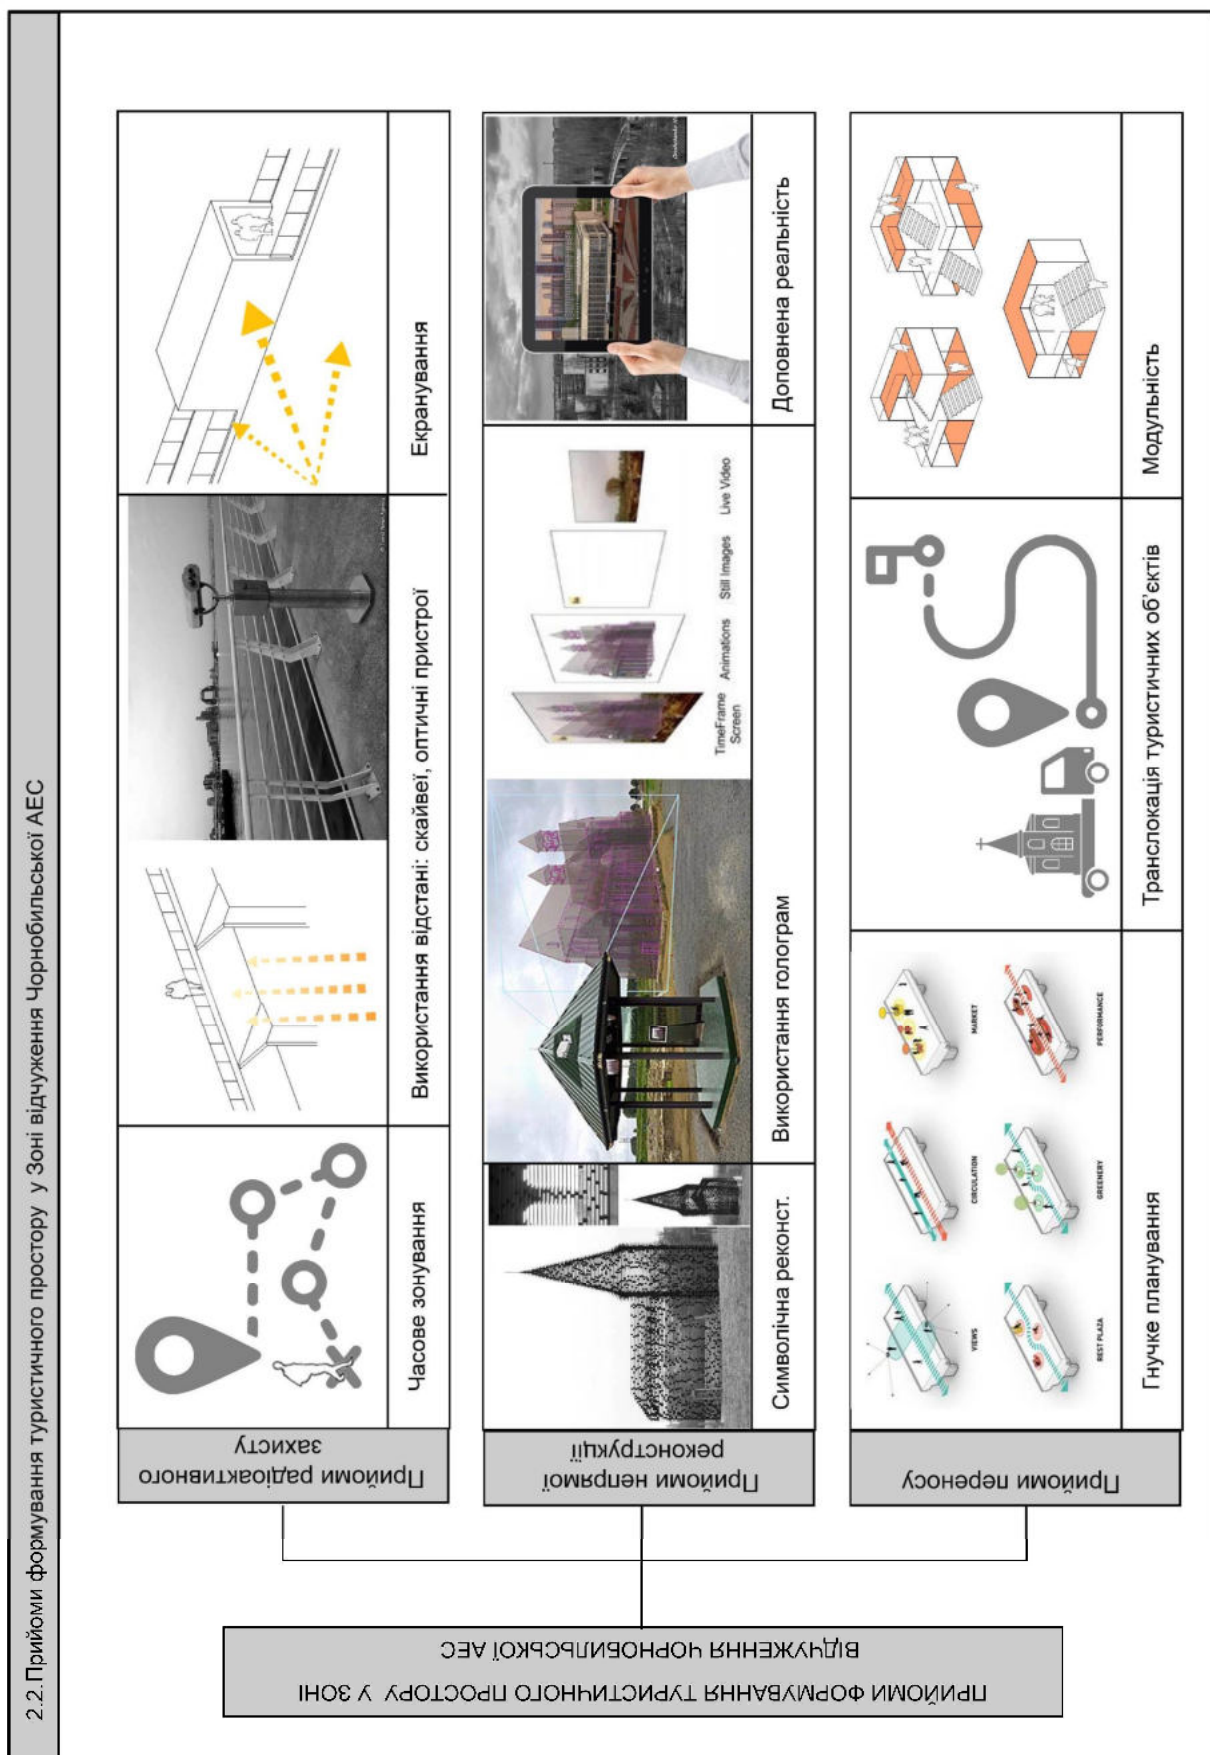 2.2.Прийоми формування туристичного простору у Зоні відчуження Чорнобильської АЕС
ПРИЙОМИ ФОРМУВАННЯ ТУРИСТИЧНОГО ПРОСТОРУ У ЗОНІ
ВІДЧУЖЕННЯ ЧОРНОБИЛЬСЬКОЇ АЕС
Прийоми радіоактивного
захисту
Часове зонування
Використання відстані: скайвеї, оптичні пристрої
Екранування
Прийоми непрямої
реконструкції
Символічна реконст.
TimeFrame
Screen
Animations
Still Images
Live Video
Використання голограм
Доповнена реальність
Прийоми переносу
VIEWS
CIRCULATION
MARKET
REST PLAZA
GREENERY
PERFORMANCE
Гнучке планування
Транслокація туристичних об'єктів
Модульність